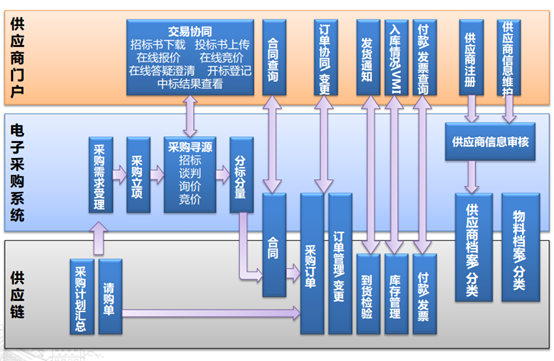 供应商门户
交易协同
招标书下载 投标书上传
在线报价 在线竞价
在线答疑澄清 开标登记
中标结果查看
合同查询
订单协同/变更
发货通知
入库情况/VMI
付款/发票查询
供应商注册
供应商信息维护
电子采购系统
采购需求受理
采购立项
采购寻源
招标
谈判
询价
竞价
分标分量
供应商信息审核
合同
采购订单
订单管理/变更
供应商档案/分类
物料档案/分类
供应链
采购计划汇总
请购单
到货检验
库存管理
付款/发票